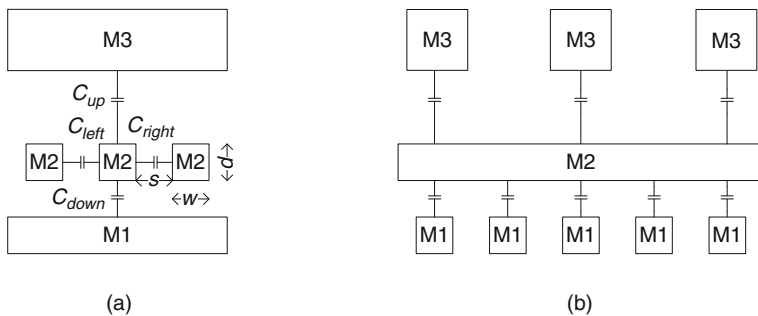 M3
C_up
C_left C_right
M2 M2 M2
d
s
w
C_down
M1
(a)
M3 M3 M3
M2
M1 M1 M1 M1 M1
(b)